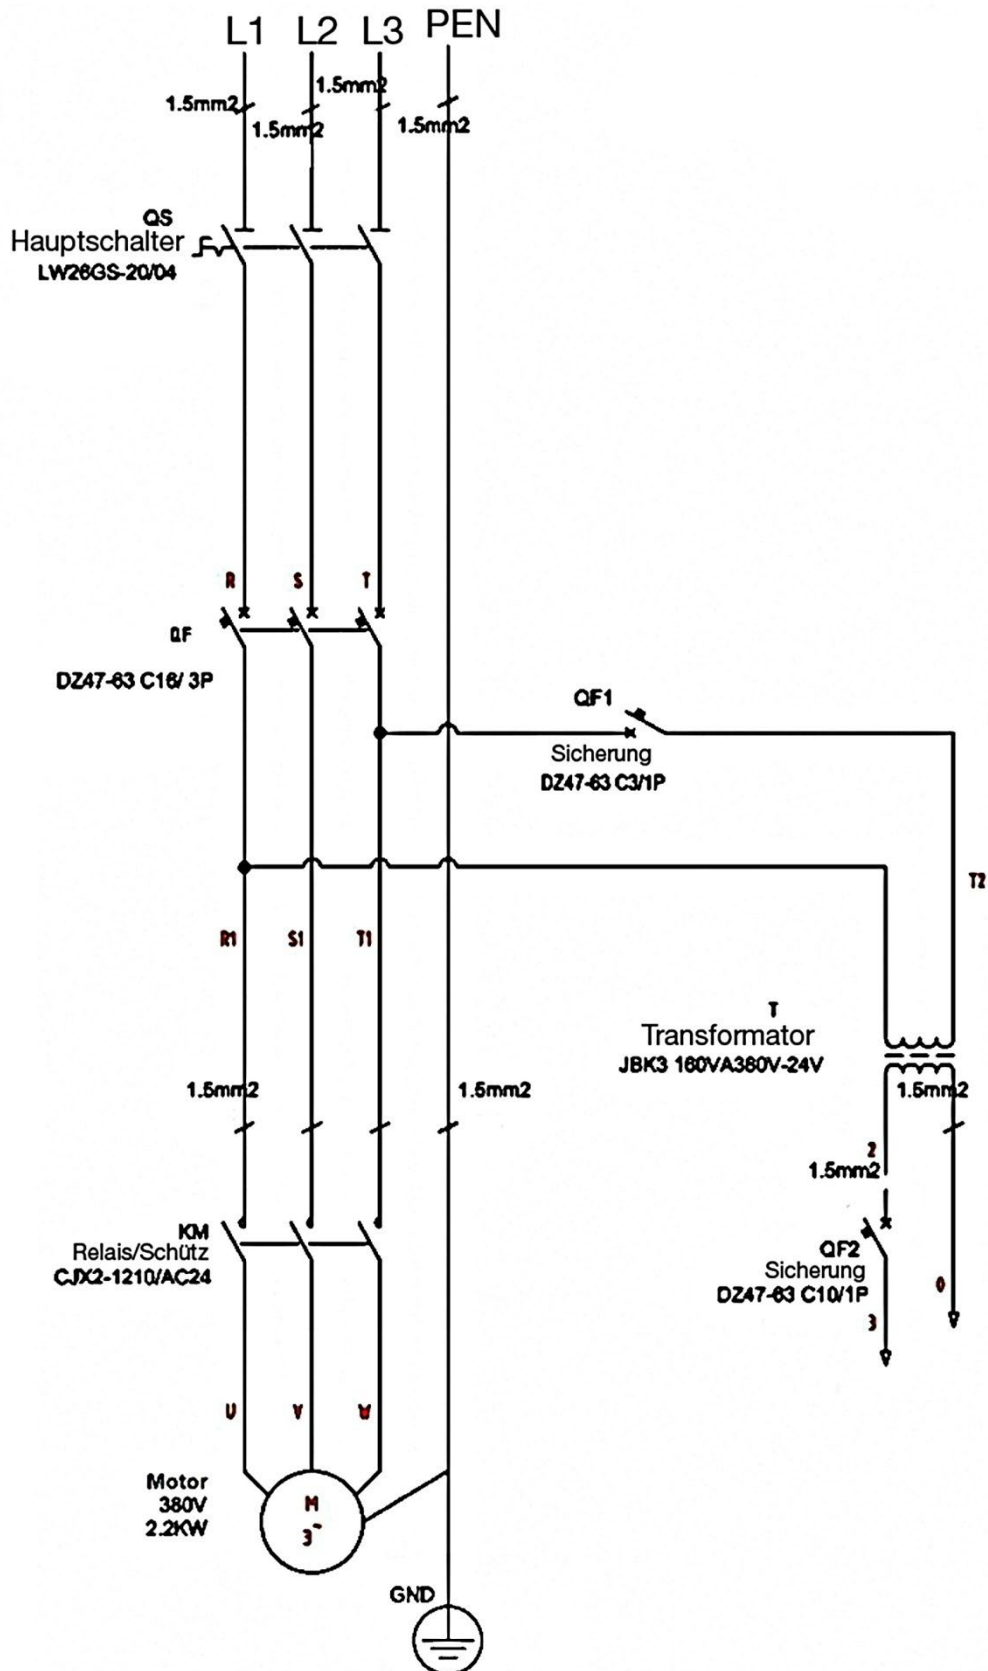 L1 L2 L3 PEN
1.5mm2
1.5mm2
1.5mm2
1.5mm2
QS
Hauptschalter
LW26GS-20/04
R S T
QF
DZ47-63 C16/ 3P
QF1
Sicherung
DZ47-63 C3/1P
T2
R1 S1 T1
T
Transformator
JBK3 160VA380V-24V
1.5mm2
1.5mm2
1.5mm2
2
1.5mm2
KM
Relais/Schütz
CJX2-1210/AC24
QF2
Sicherung
DZ47-63 C10/1P
0
3
U V W
Motor
380V
2.2KW
M
3~
GND